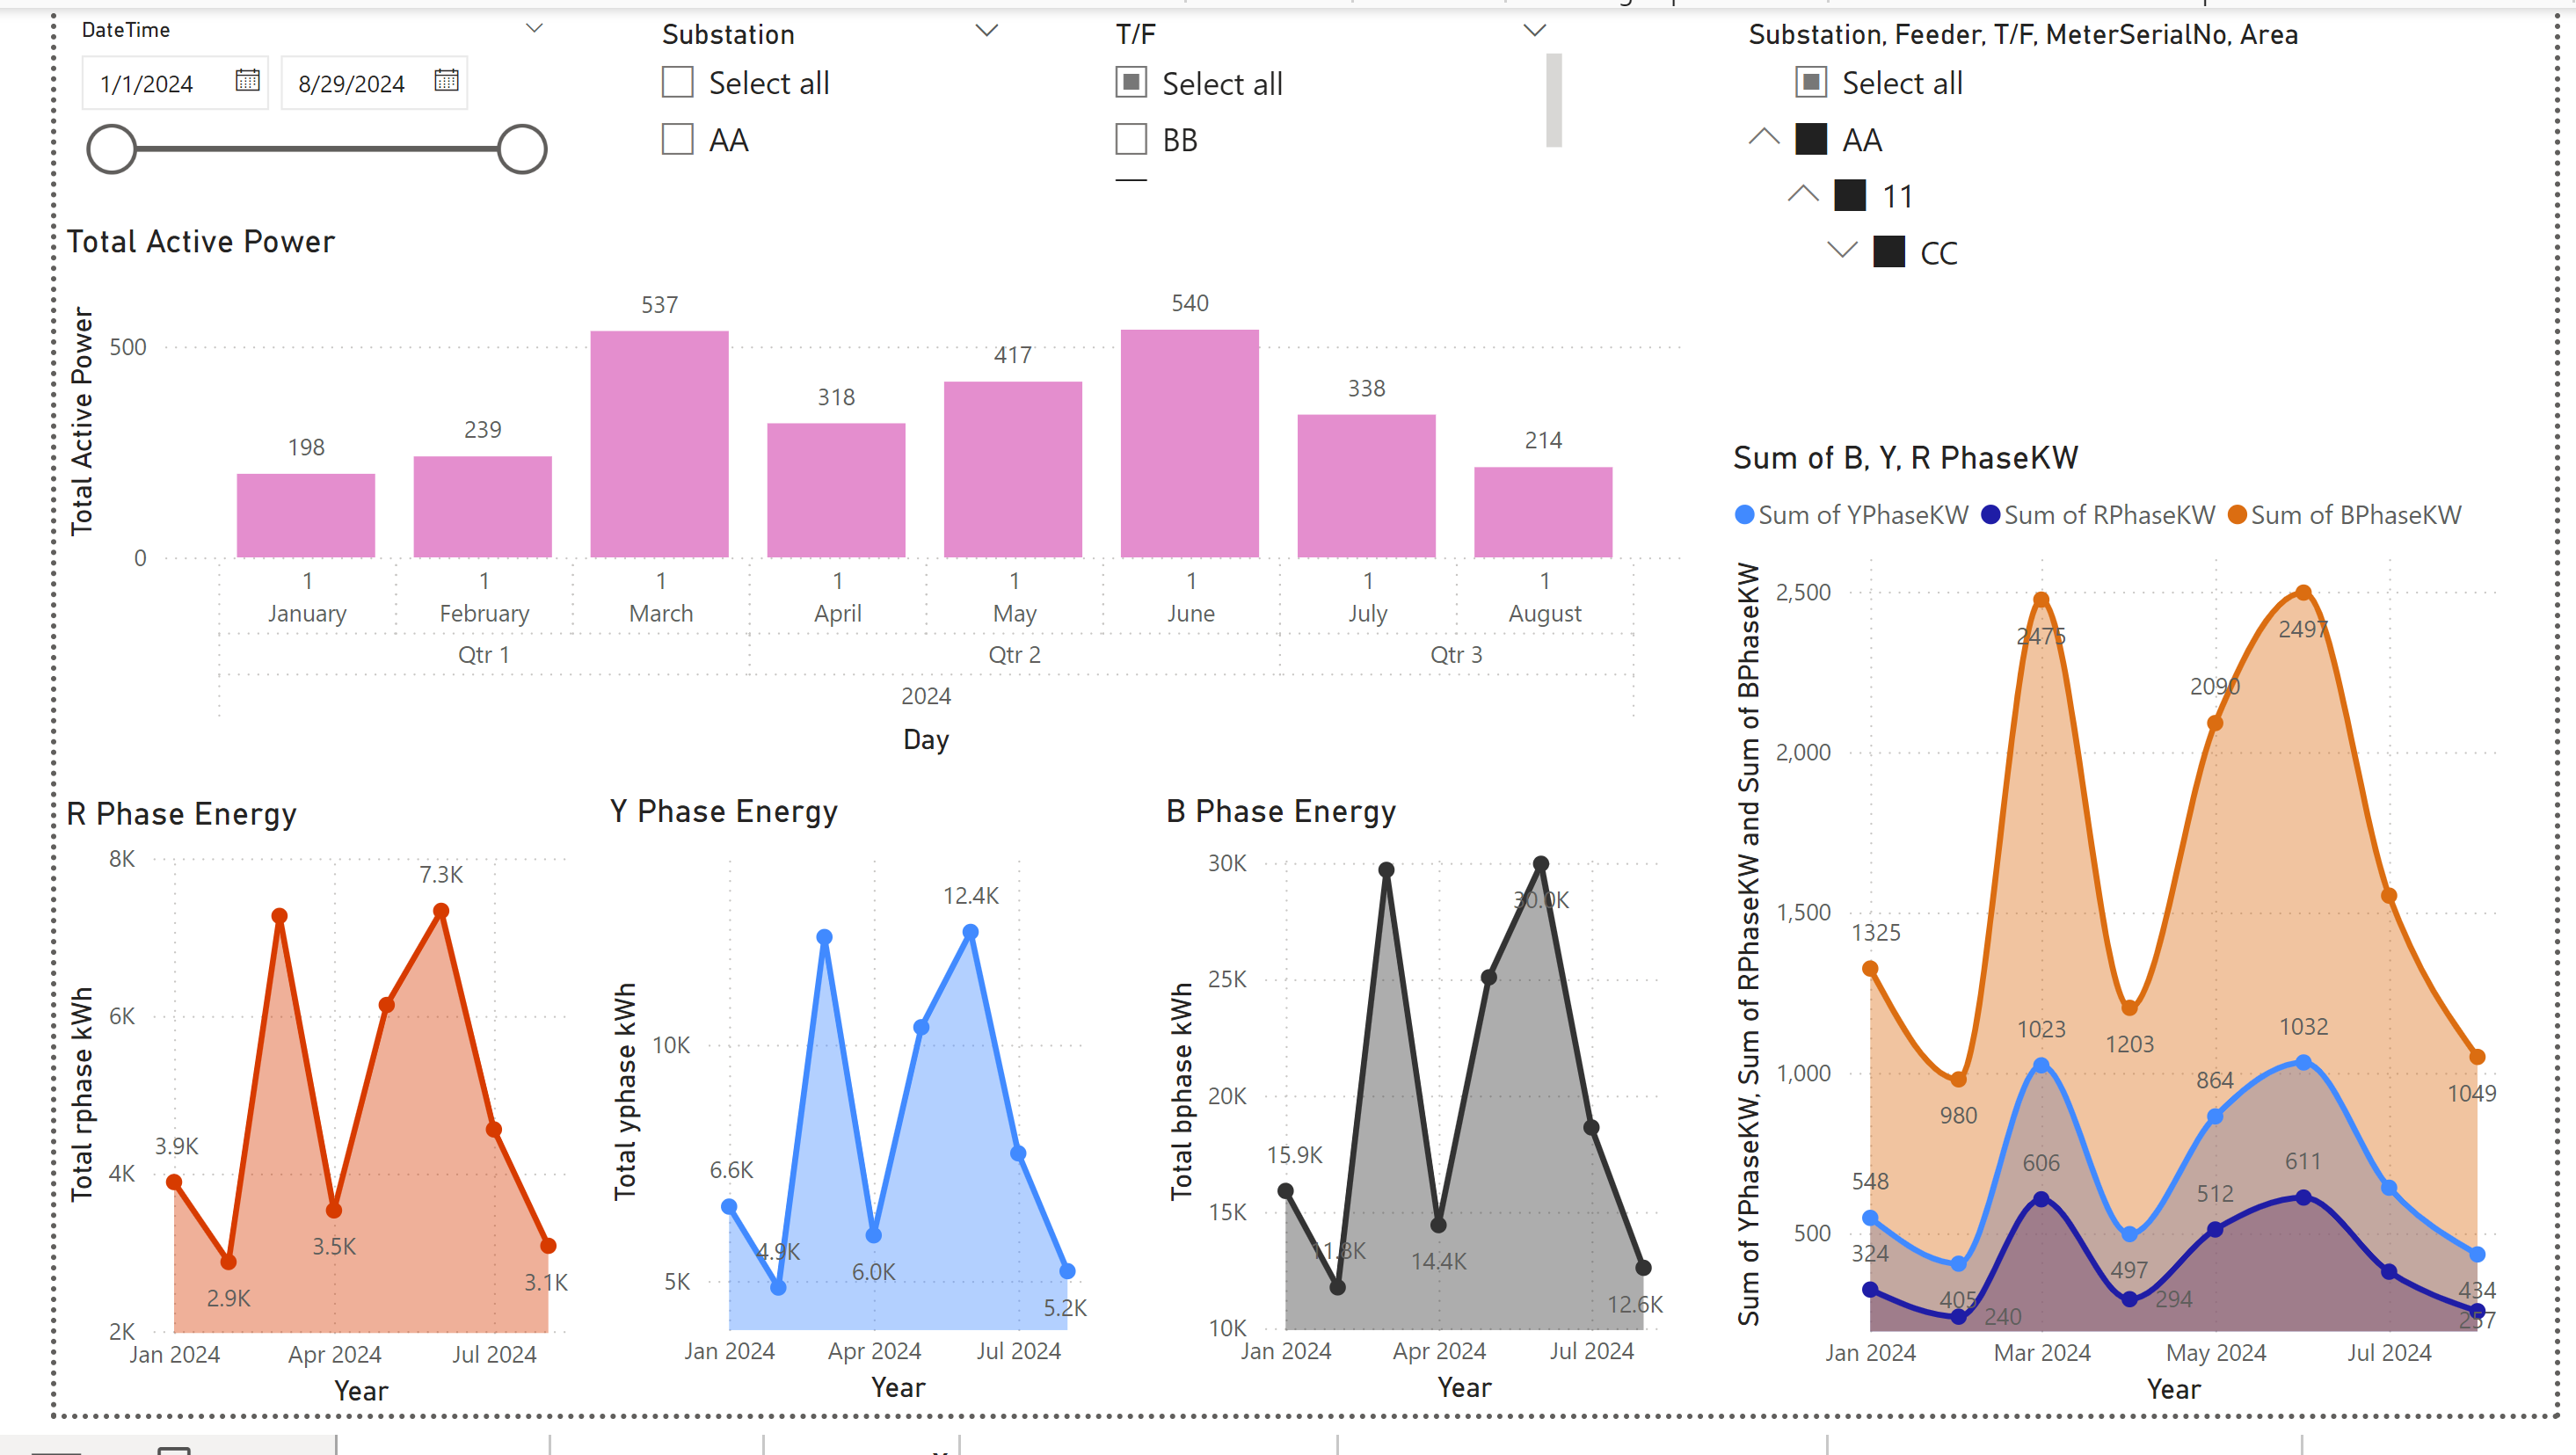 DateTime
1/1/2024 8/29/2024
Substation
Select all
AA
T/F
Select all
BB
Substation, Feeder, T/F, MeterSerialNo, Area
Select all
AA
11
CC
Total Active Power
Total Active Power
500
0
198
239
537
318
417
540
338
214
1 1 1 1 1 1 1 1
January February March April May June July August
Qtr 1 Qtr 2 Qtr 3
2024
Day
Sum of B, Y, R PhaseKW
Sum of YPhaseKW Sum of RPhaseKW Sum of BPhaseKW
Sum of YPhaseKW, Sum of RPhaseKW and Sum of BPhaseKW
2,500
2,000
1,500
1,000
500
1325
980
2475
1203
2090
2497
1049
548
405
1023
497
864
1032
434
324
240
606
294
512
611
257
Jan 2024 Mar 2024 May 2024 Jul 2024
Year
R Phase Energy
Total rphase kWh
8K
6K
4K
2K
3.9K
2.9K
3.5K
7.3K
3.1K
Jan 2024 Apr 2024 Jul 2024
Year
Y Phase Energy
Total yphase kWh
10K
5K
6.6K
4.9K
6.0K
12.4K
5.2K
Jan 2024 Apr 2024 Jul 2024
Year
B Phase Energy
Total bphase kWh
30K
25K
20K
15K
10K
15.9K
11.8K
14.4K
30.0K
12.6K
Jan 2024 Apr 2024 Jul 2024
Year